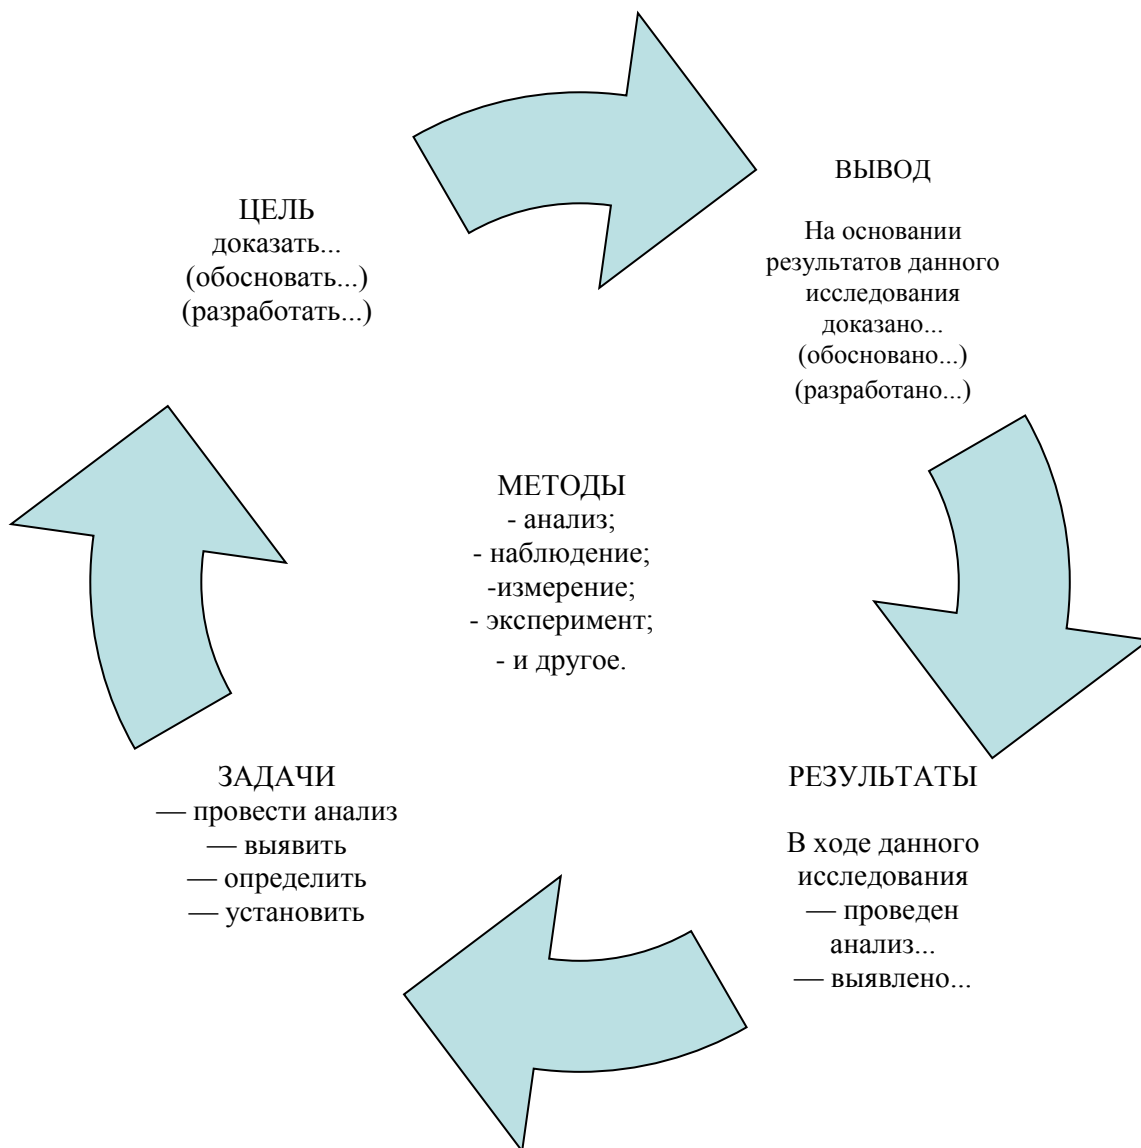 ЦЕЛЬ
доказать...
(обосновать...)
(разработать...)
ВЫВОД
На основании
результатов данного
исследования
доказано...
(обосновано...)
(разработано...)
МЕТОДЫ
- анализ;
- наблюдение;
-измерение;
- эксперимент;
- и другое.
ЗАДАЧИ
— провести анализ
— выявить
— определить
— установить
РЕЗУЛЬТАТЫ
В ходе данного
исследования
— проведен
анализ...
— выявлено...